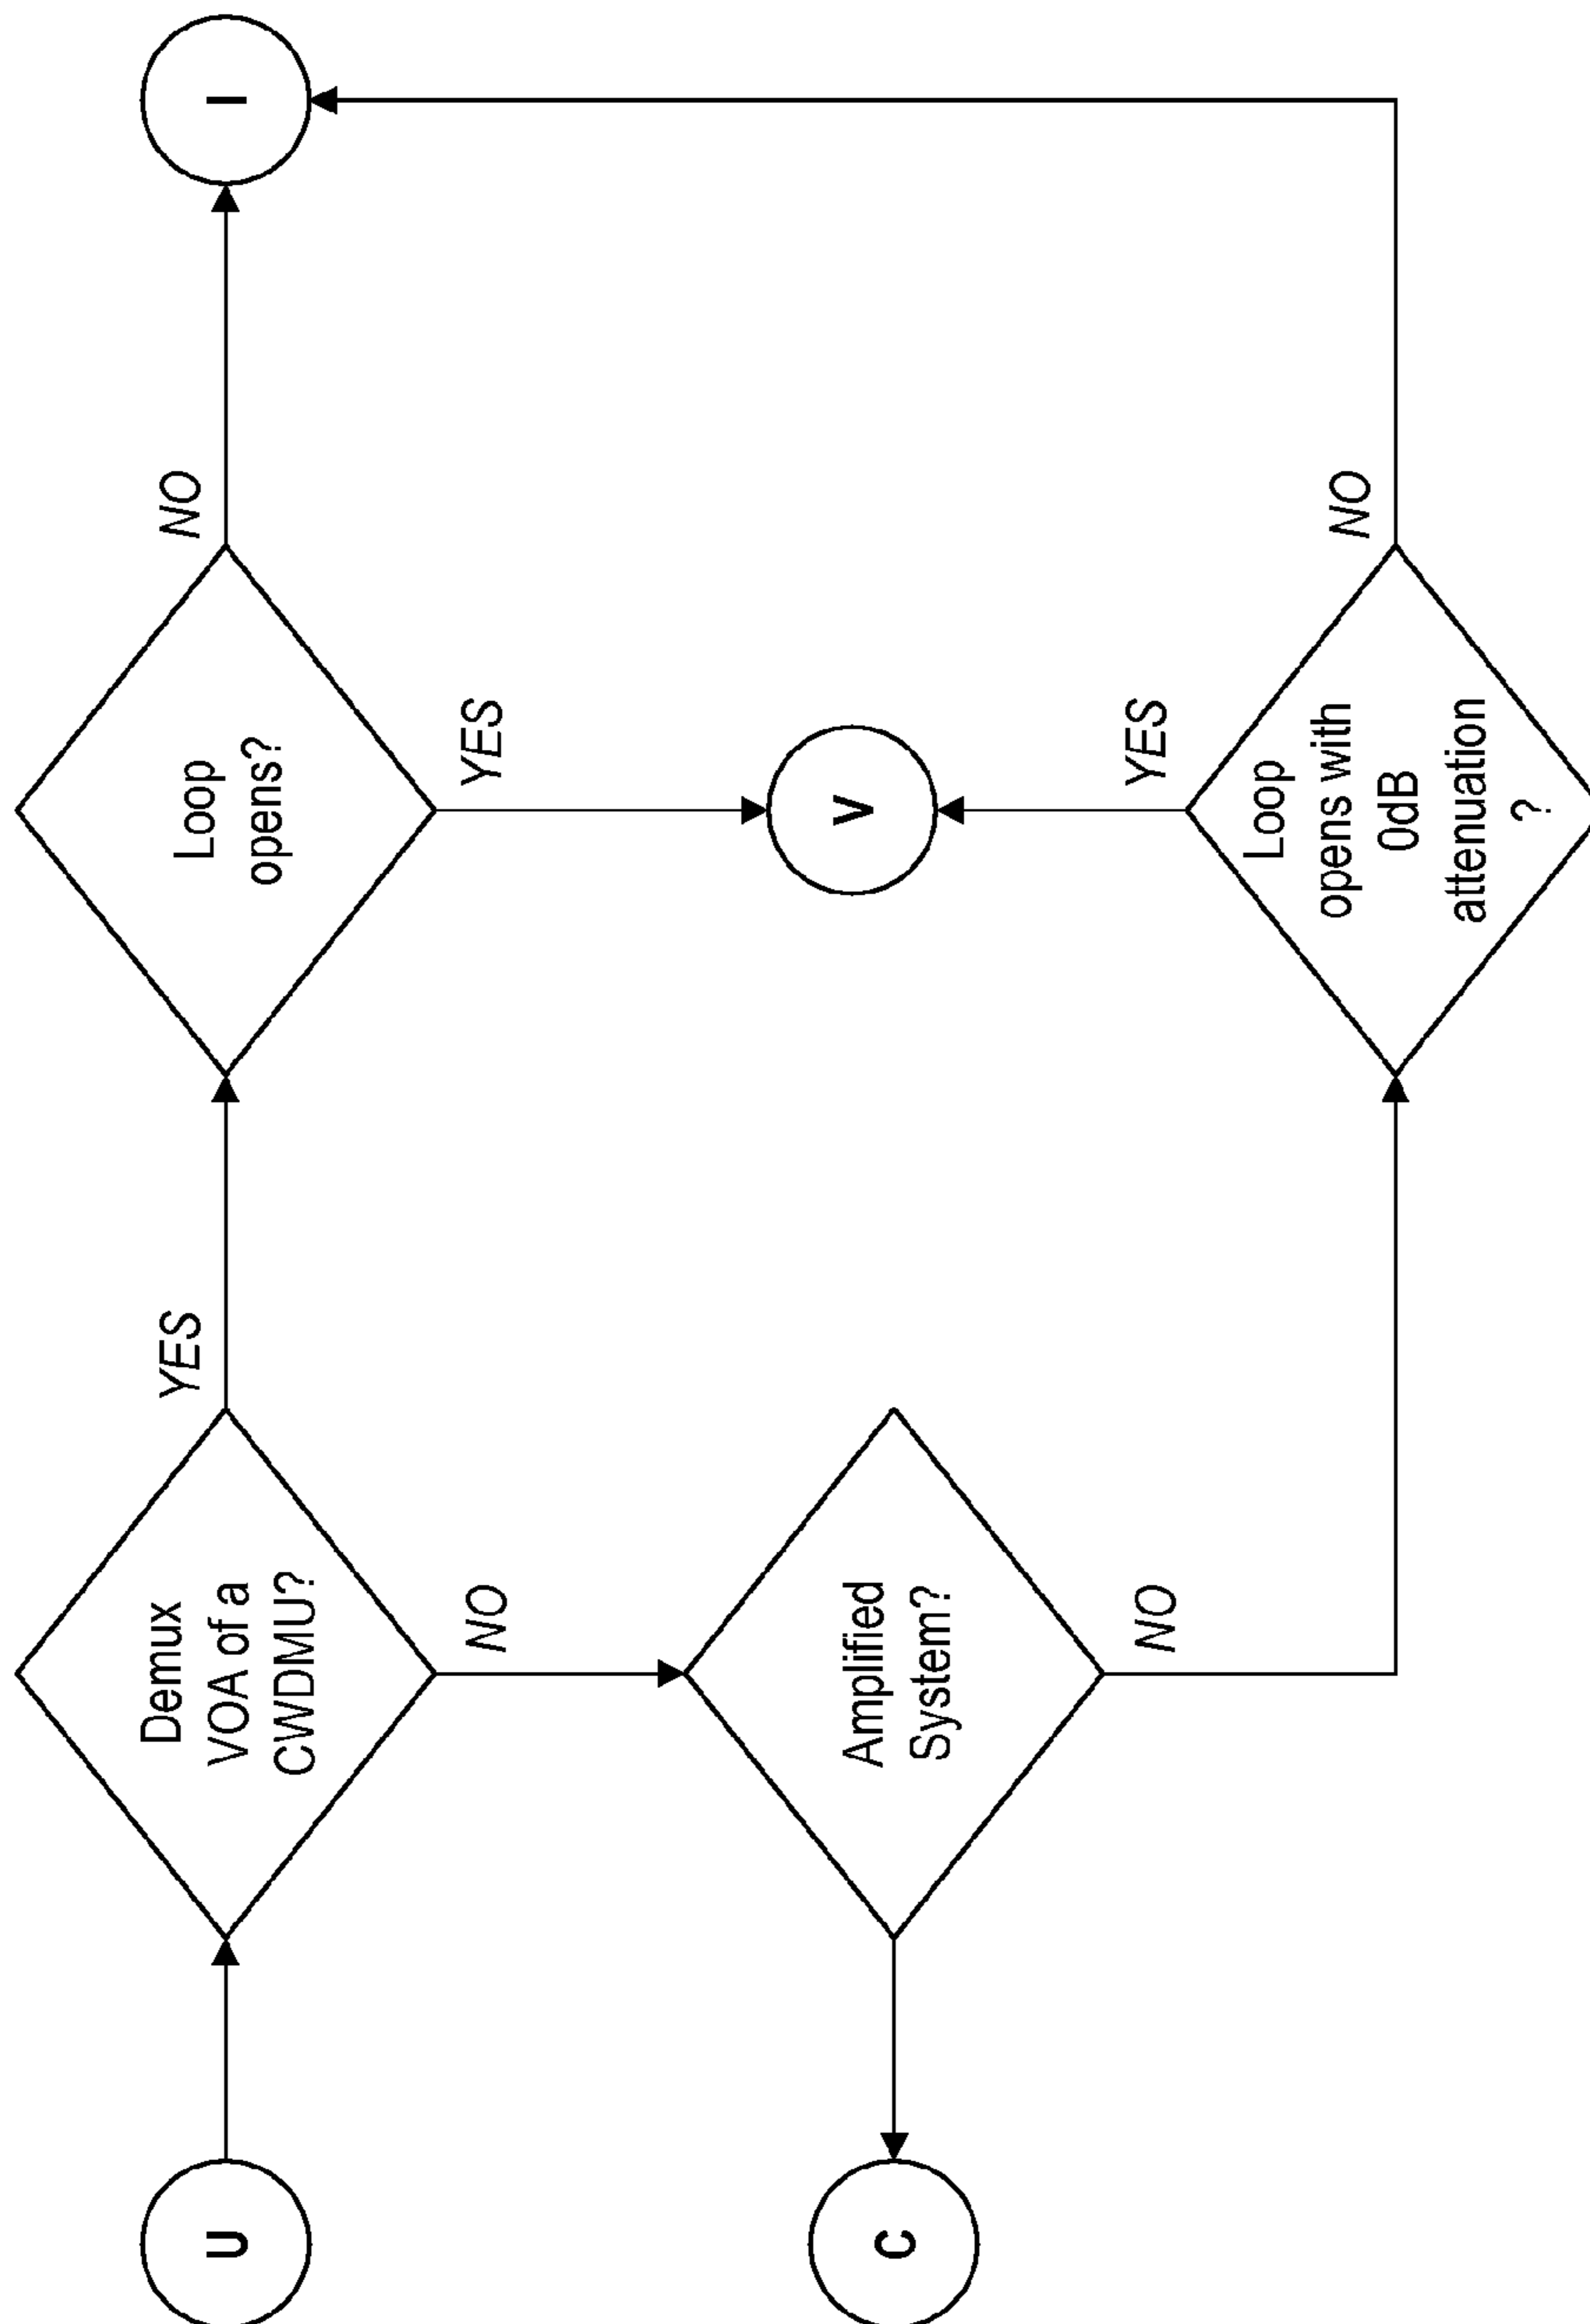 U
Demux
VOA of a
CWDMU?
YES
Loop
opens?
NO
I
NO
YES
C
Amplified
System?
V
NO
YES
Loop
opens with
0dB
attenuation
?
NO